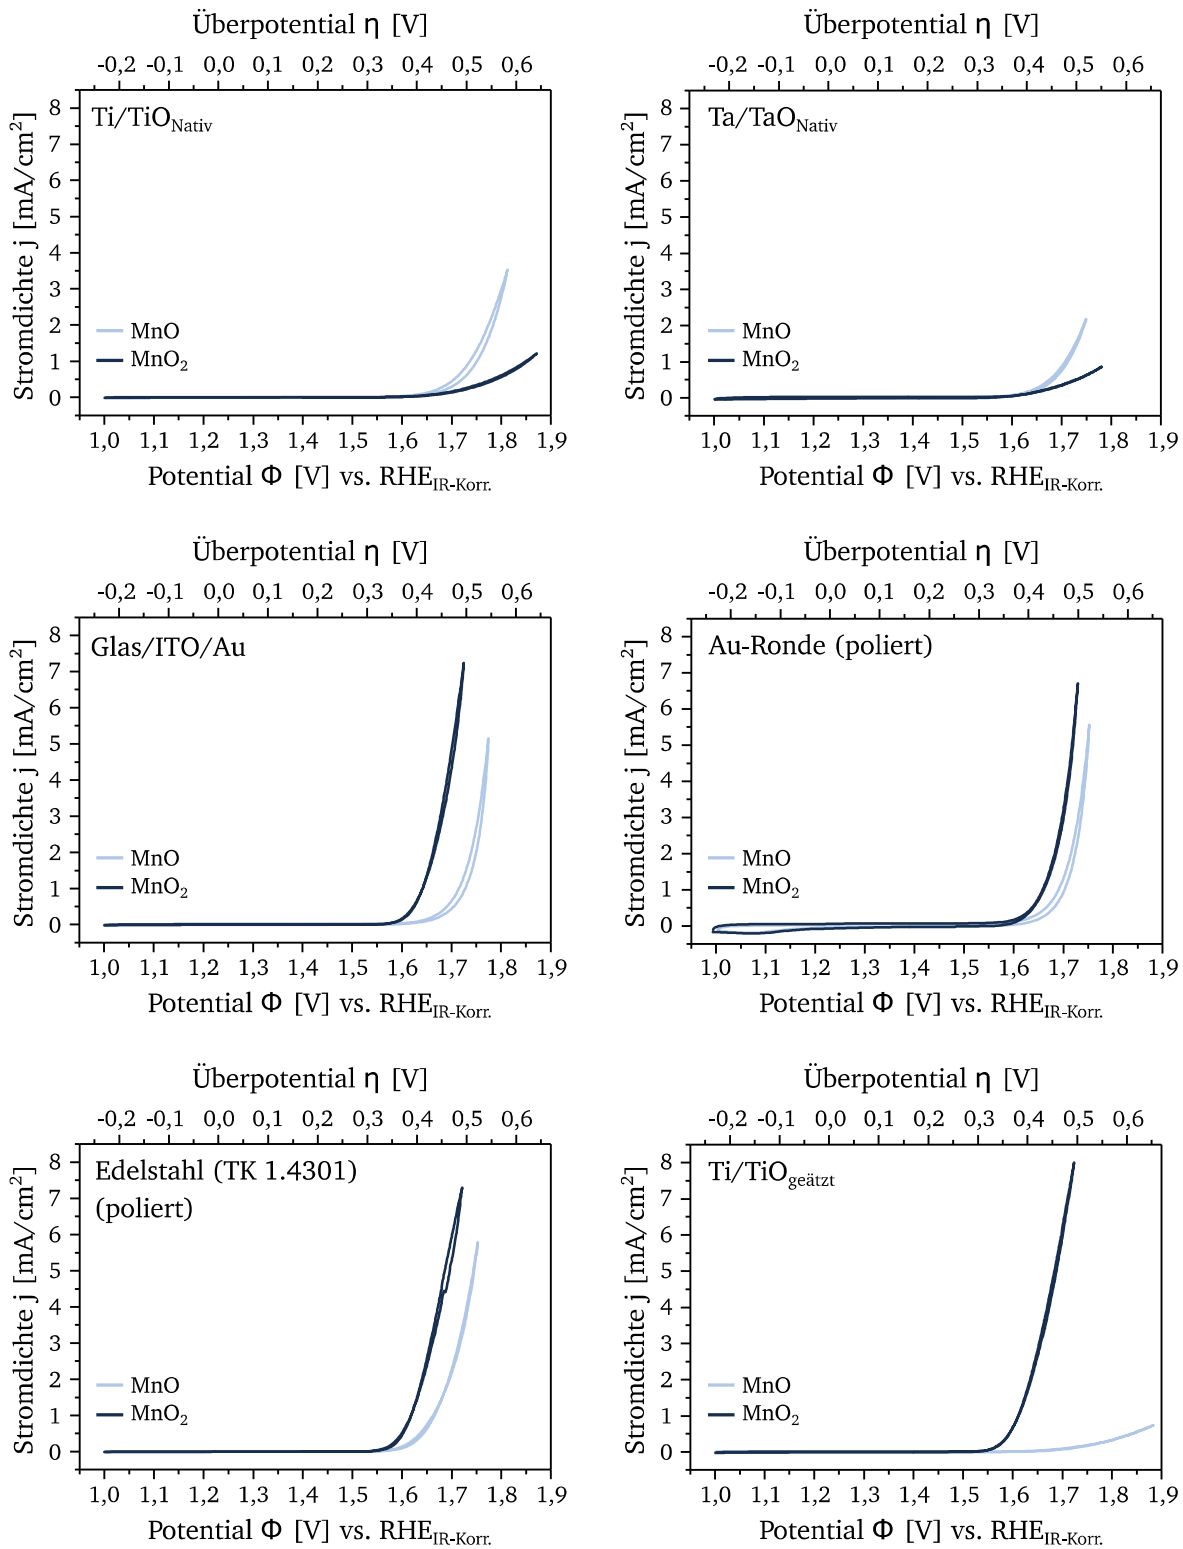 Überpotential η [V]
-0,2 -0,1 0,0 0,1 0,2 0,3 0,4 0,5 0,6
Stromdichte j [mA/cm²]
8
7
6
5
4
3
2
1
0
Ti/TiO_Nativ
MnO
MnO₂
1,0 1,1 1,2 1,3 1,4 1,5 1,6 1,7 1,8 1,9
Potential Φ [V] vs. RHE_IR-Korr.
Überpotential η [V]
-0,2 -0,1 0,0 0,1 0,2 0,3 0,4 0,5 0,6
Stromdichte j [mA/cm²]
8
7
6
5
4
3
2
1
0
Ta/TaO_Nativ
MnO
MnO₂
1,0 1,1 1,2 1,3 1,4 1,5 1,6 1,7 1,8 1,9
Potential Φ [V] vs. RHE_IR-Korr.
Überpotential η [V]
-0,2 -0,1 0,0 0,1 0,2 0,3 0,4 0,5 0,6
Stromdichte j [mA/cm²]
8
7
6
5
4
3
2
1
0
Glas/ITO/Au
MnO
MnO₂
1,0 1,1 1,2 1,3 1,4 1,5 1,6 1,7 1,8 1,9
Potential Φ [V] vs. RHE_IR-Korr.
Überpotential η [V]
-0,2 -0,1 0,0 0,1 0,2 0,3 0,4 0,5 0,6
Stromdichte j [mA/cm²]
8
7
6
5
4
3
2
1
0
Au-Ronde (poliert)
MnO
MnO₂
1,0 1,1 1,2 1,3 1,4 1,5 1,6 1,7 1,8 1,9
Potential Φ [V] vs. RHE_IR-Korr.
Überpotential η [V]
-0,2 -0,1 0,0 0,1 0,2 0,3 0,4 0,5 0,6
Stromdichte j [mA/cm²]
8
7
6
5
4
3
2
1
0
Edelstahl (TK 1.4301)
(poliert)
MnO
MnO₂
1,0 1,1 1,2 1,3 1,4 1,5 1,6 1,7 1,8 1,9
Potential Φ [V] vs. RHE_IR-Korr.
Überpotential η [V]
-0,2 -0,1 0,0 0,1 0,2 0,3 0,4 0,5 0,6
Stromdichte j [mA/cm²]
8
7
6
5
4
3
2
1
0
Ti/TiO_geätzt
MnO
MnO₂
1,0 1,1 1,2 1,3 1,4 1,5 1,6 1,7 1,8 1,9
Potential Φ [V] vs. RHE_IR-Korr.